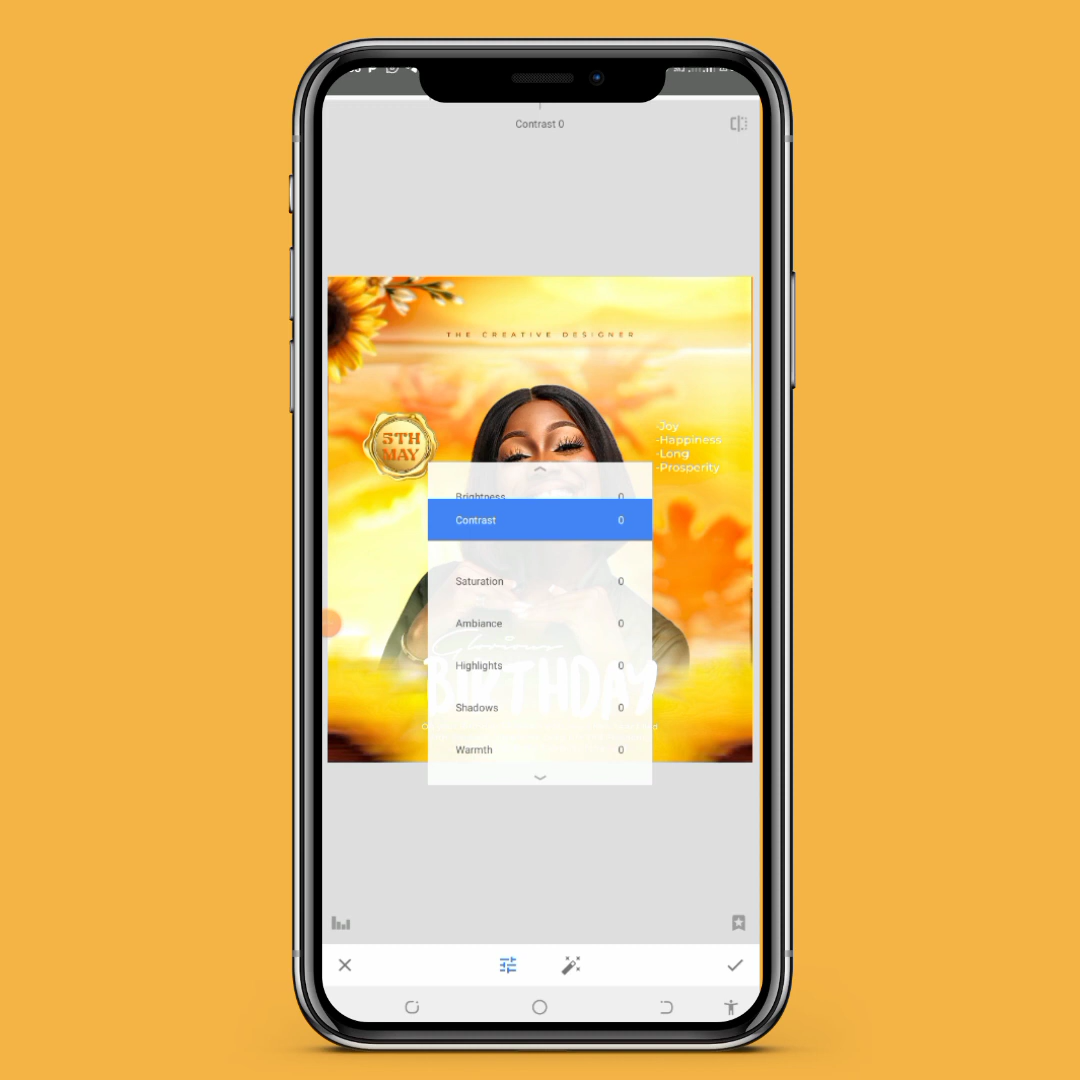 Contrast 0
THE CREATIVE DESIGNER
5TH
MAY
-Joy
-Happiness
-Long
-Prosperity
Brightness 0
Contrast 0
Saturation 0
Ambiance 0
Glorious
Highlights 0
BIRTHDAY
Shadows 0
Warmth 0